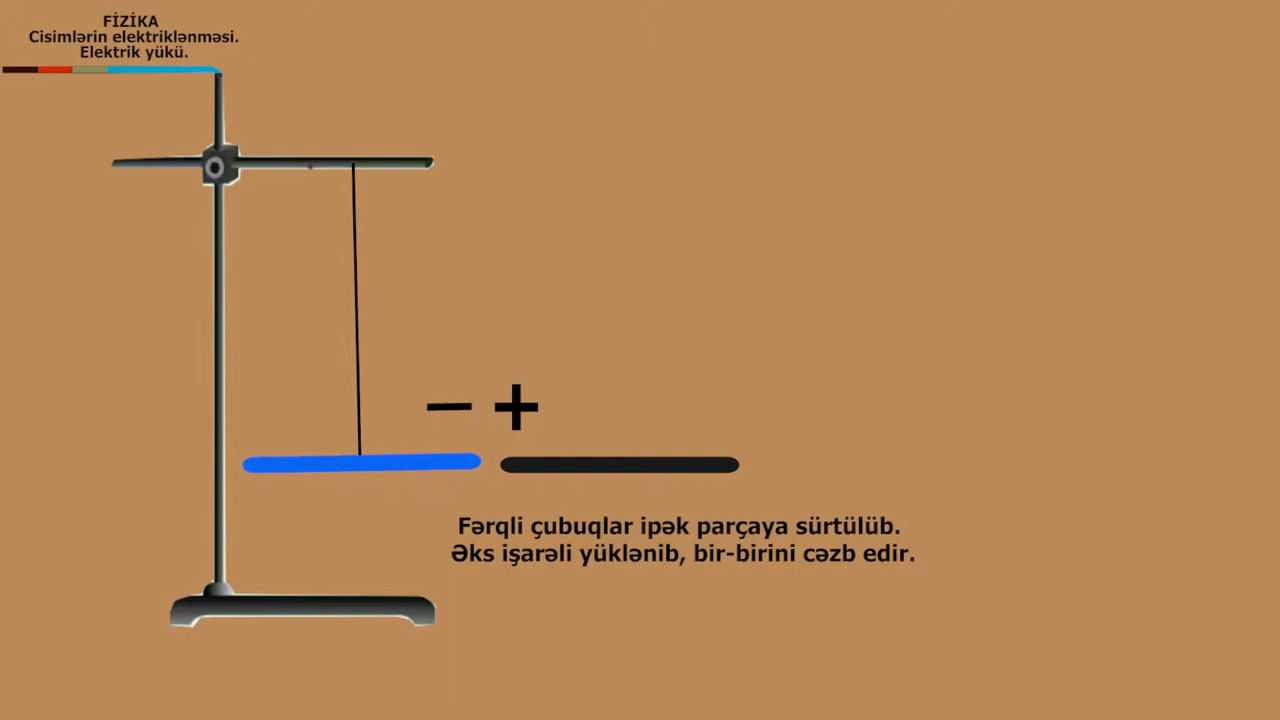 FİZİKA
Cisimlərin elektriklənməsi.
Elektrik yükü.
− +
Fərqli çubuqlar ipək parçaya sürtülüb.
Əks işarəli yüklənib, bir-birini cəzb edir.